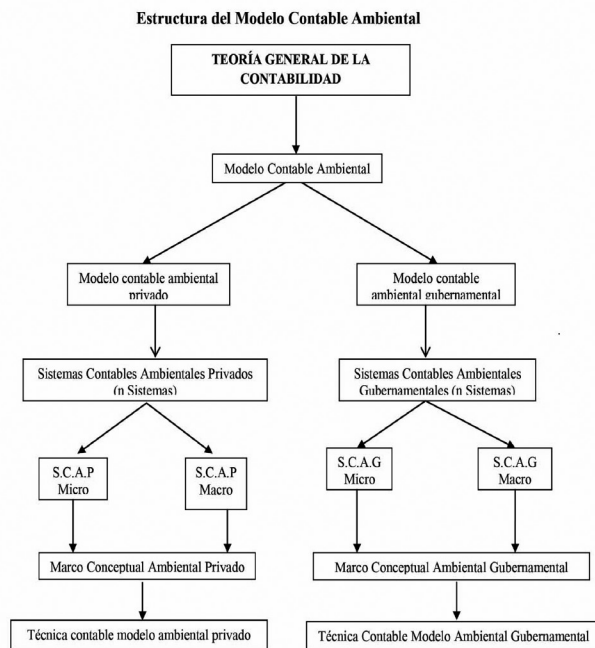 Estructura del Modelo Contable Ambiental
TEORÍA GENERAL DE LA
CONTABILIDAD
Modelo Contable Ambiental
Modelo contable ambiental
privado
Modelo contable
ambiental gubernamental
Sistemas Contables Ambientales Privados
(n Sistemas)
Sistemas Contables Ambientales
Gubernamentales (n Sistemas)
S.C.A.P
Micro
S.C.A.P
Macro
S.C.A.G
Micro
S.C.A.G
Macro
Marco Conceptual Ambiental Privado
Marco Conceptual Ambiental Gubernamental
Técnica contable modelo ambiental privado
Técnica Contable Modelo Ambiental Gubernamental